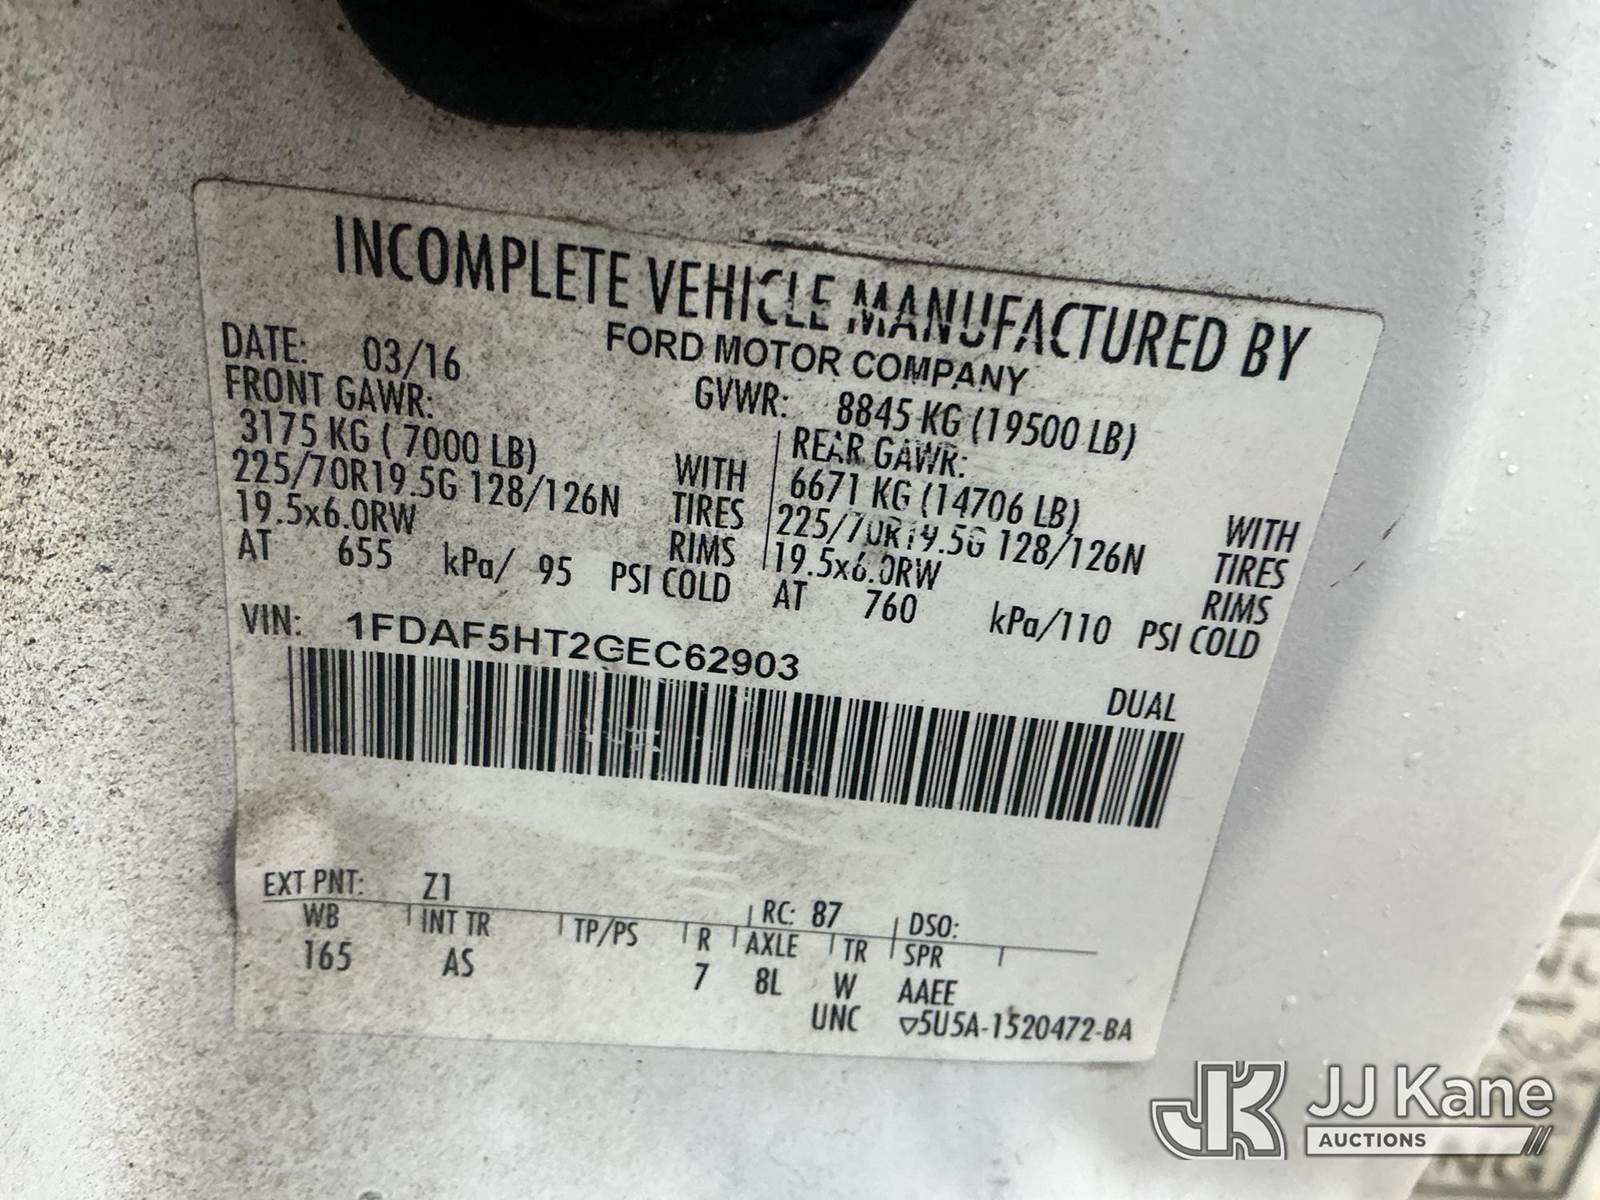 INCOMPLETE VEHICLE MANUFACTURED BY
FORD MOTOR COMPANY
DATE: 03/16 GVWR: 8845 KG (19500 LB)
FRONT GAWR: REAR GAWR:
3175 KG ( 7000 LB) WITH 6671 KG (14706 LB) WITH
225/70R19.5G 128/126N TIRES 225/70R19.5G 128/126N TIRES
19.5x6.0RW RIMS 19.5x6.0RW RIMS
AT 655 kPa/ 95 PSI COLD AT 760 kPa/110 PSI COLD
VIN: 1FDAF5HT2GEC62903
DUAL
EXT PNT: Z1 RC: 87 DSO:
WB INT TR TP/PS R AXLE TR SPR
165 AS 7 8L W AAEE
UNC ▽5U5A-1520472-BA
JK JJ Kane
AUCTIONS
NG